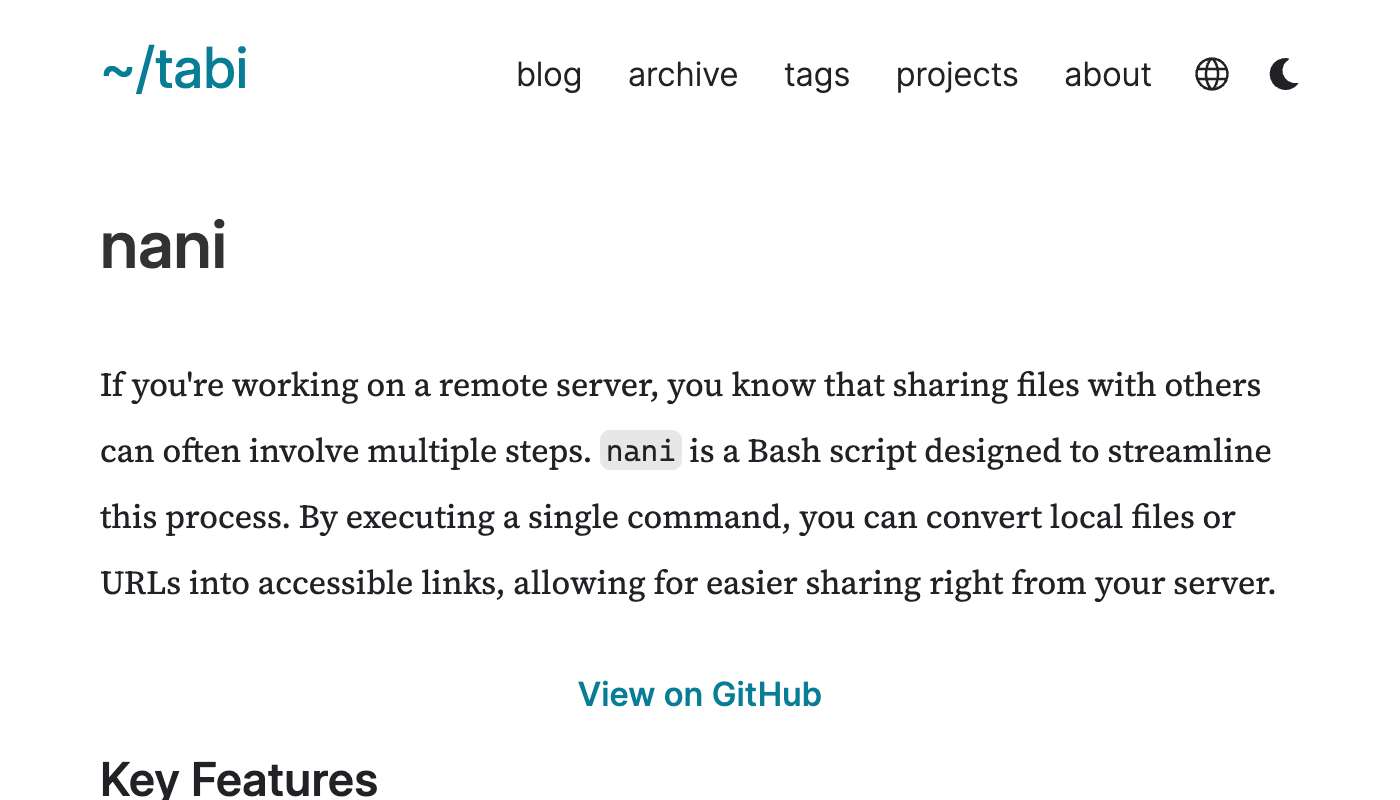 ~/tabi
blog archive tags projects about
nani
If you're working on a remote server, you know that sharing files with others
can often involve multiple steps. nani is a Bash script designed to streamline
this process. By executing a single command, you can convert local files or
URLs into accessible links, allowing for easier sharing right from your server.
View on GitHub
Key Features